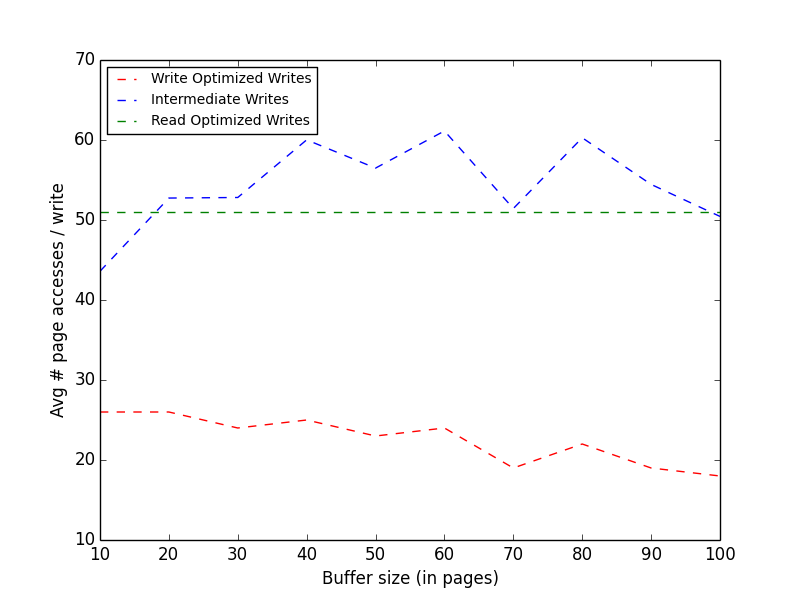 70
60
50
40
30
20
10
Avg # page accesses / write
Write Optimized Writes
Intermediate Writes
Read Optimized Writes
10 20 30 40 50 60 70 80 90 100
Buffer size (in pages)